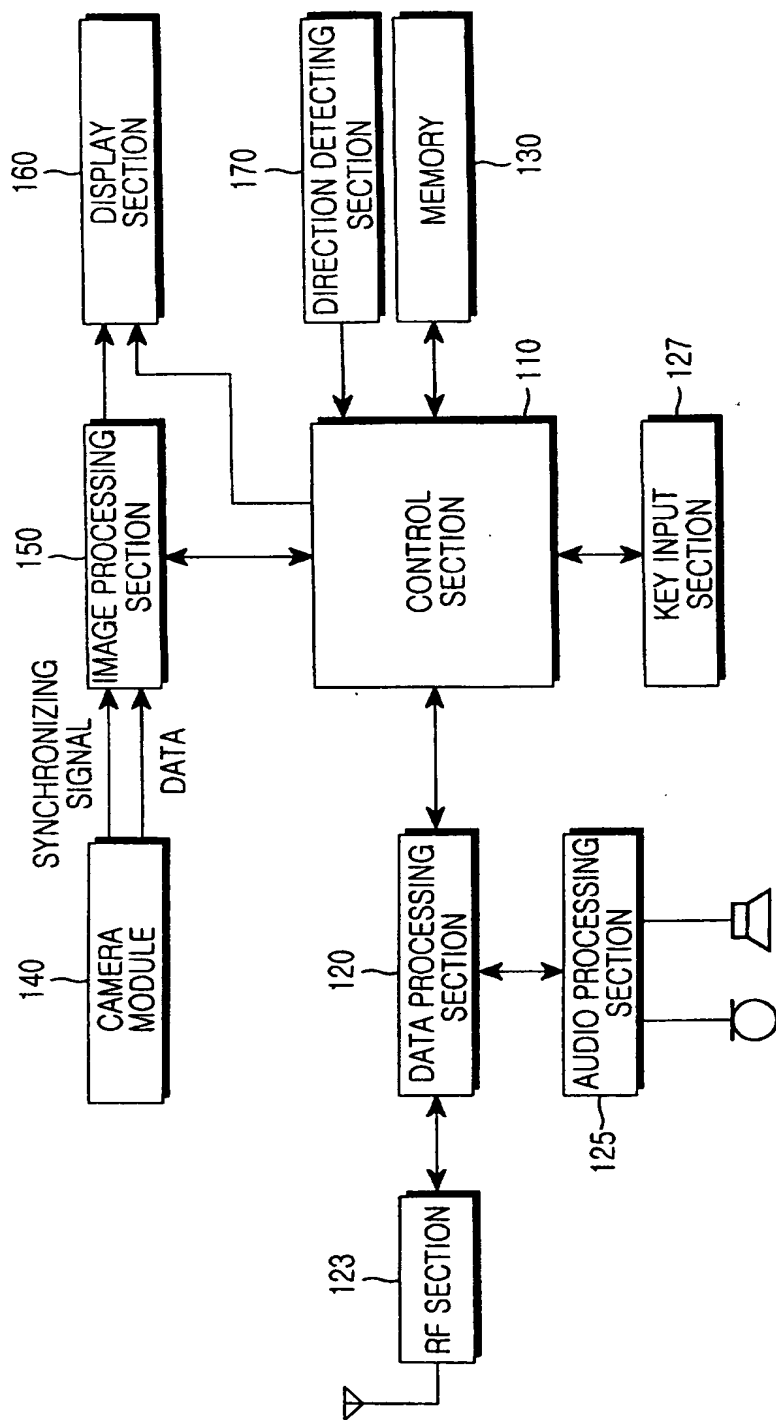 140
CAMERA
MODULE
SYNCHRONIZING
SIGNAL
DATA
150
IMAGE PROCESSING
SECTION
160
DISPLAY
SECTION
170
DIRECTION DETECTING
SECTION
MEMORY
130
110
CONTROL
SECTION
123
RF SECTION
120
DATA PROCESSING
SECTION
AUDIO PROCESSING
SECTION
125
127
KEY INPUT
SECTION